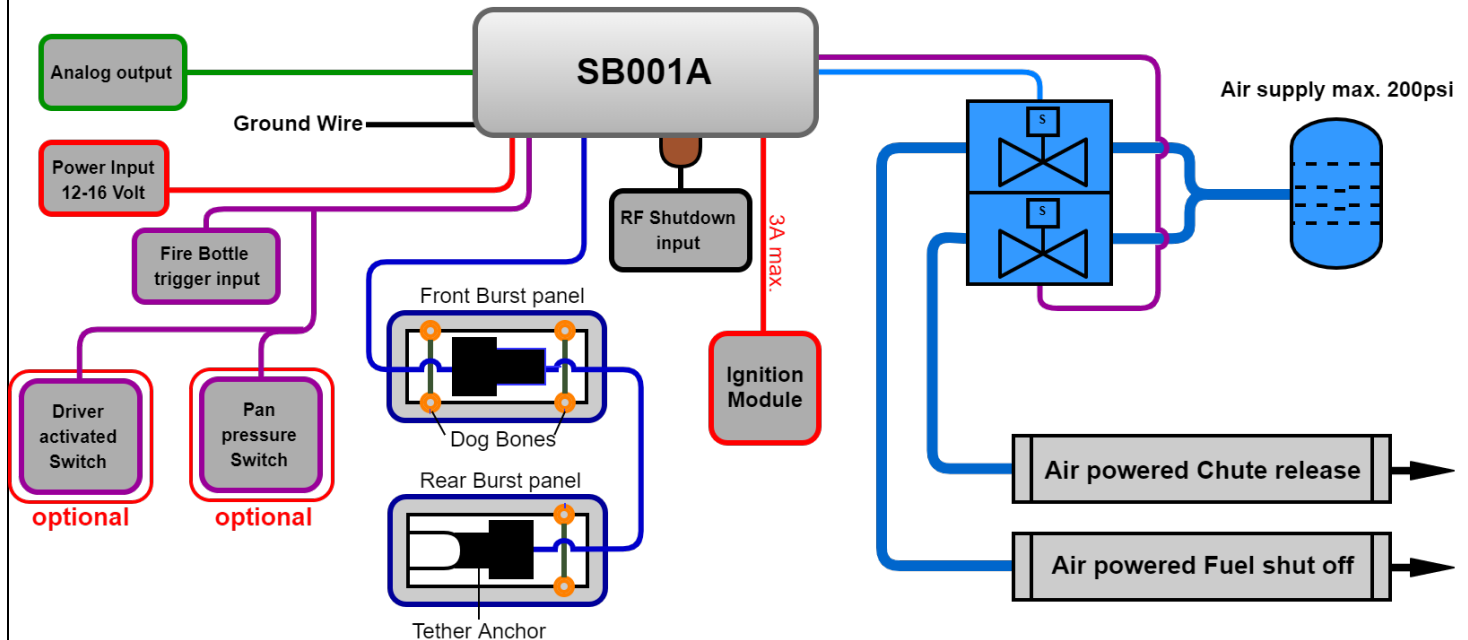 SB001A
Analog output
Air supply max. 200psi
Ground Wire
Power Input
12-16 Volt
S
S
RF Shutdown
input
3A max.
Fire Bottle
trigger input
Front Burst panel
Ignition
Module
Driver
activated
Switch
Pan
pressure
Switch
Dog Bones
Air powered Chute release
Rear Burst panel
optional
optional
Air powered Fuel shut off
Tether Anchor